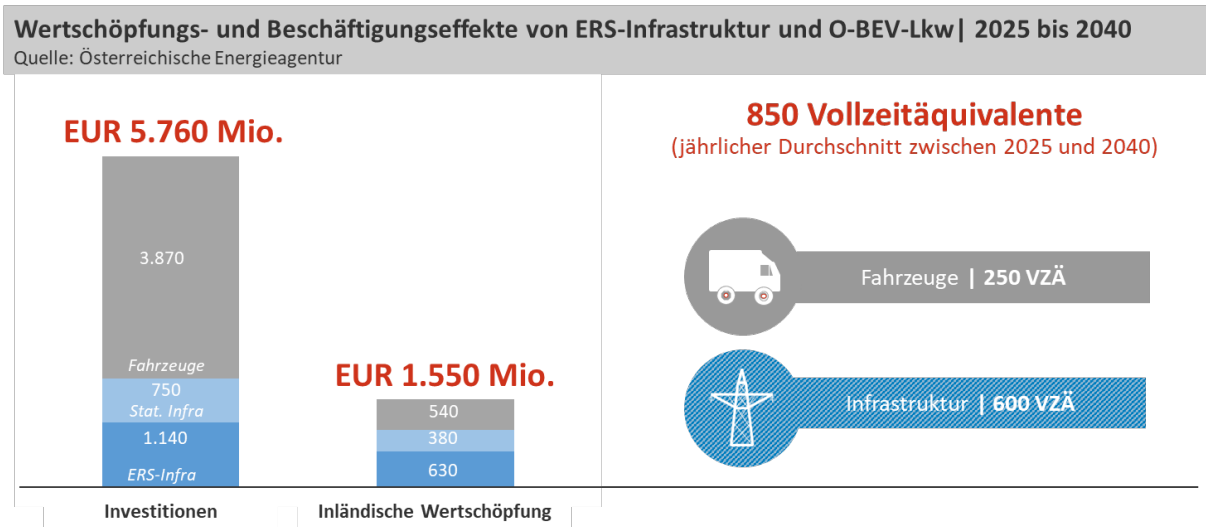 Wertschöpfungs- und Beschäftigungseffekte von ERS-Infrastruktur und O-BEV-Lkw| 2025 bis 2040
Quelle: Österreichische Energieagentur
EUR 5.760 Mio.
3.870
Fahrzeuge
750
Stat. Infra
1.140
ERS-Infra
Investitionen
EUR 1.550 Mio.
540
380
630
Inländische Wertschöpfung
850 Vollzeitäquivalente
(jährlicher Durchschnitt zwischen 2025 und 2040)
Fahrzeuge | 250 VZÄ
Infrastruktur | 600 VZÄ